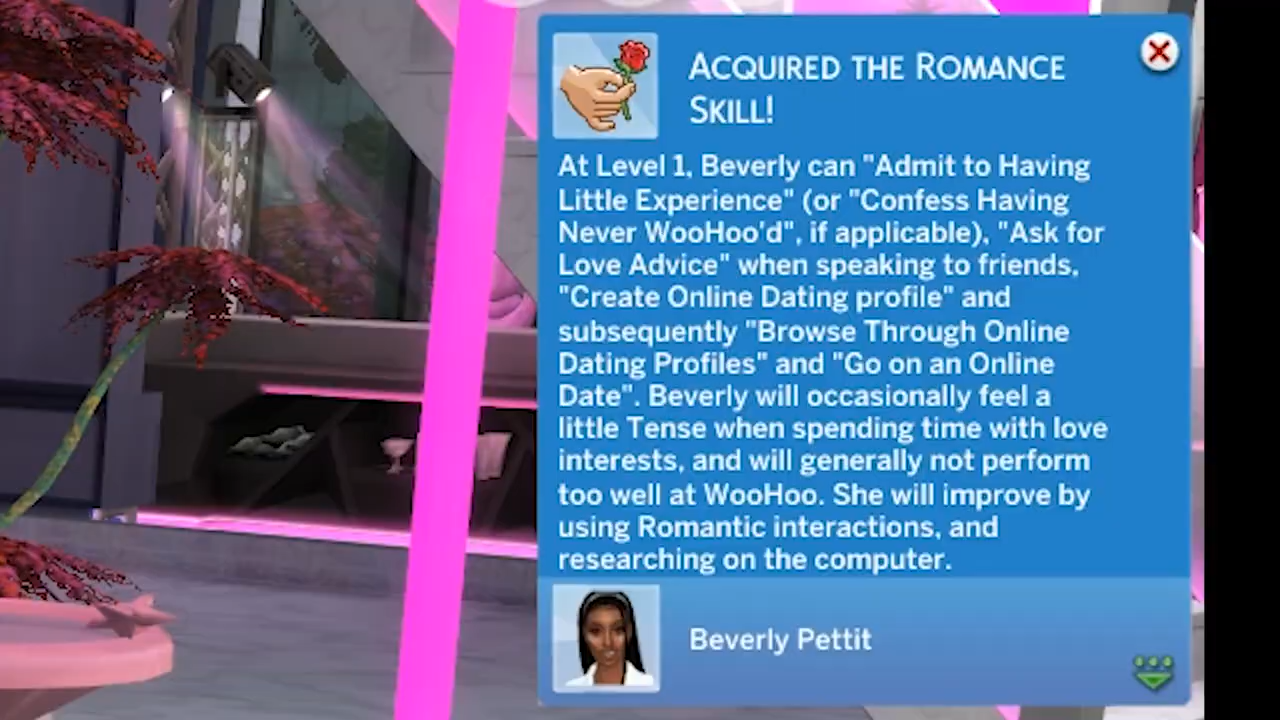 ACQUIRED THE ROMANCE
SKILL!
At Level 1, Beverly can "Admit to Having
Little Experience" (or "Confess Having
Never WooHoo'd", if applicable), "Ask for
Love Advice" when speaking to friends,
"Create Online Dating profile" and
subsequently "Browse Through Online
Dating Profiles" and "Go on an Online
Date". Beverly will occasionally feel a
little Tense when spending time with love
interests, and will generally not perform
too well at WooHoo. She will improve by
using Romantic interactions, and
researching on the computer.
Beverly Pettit